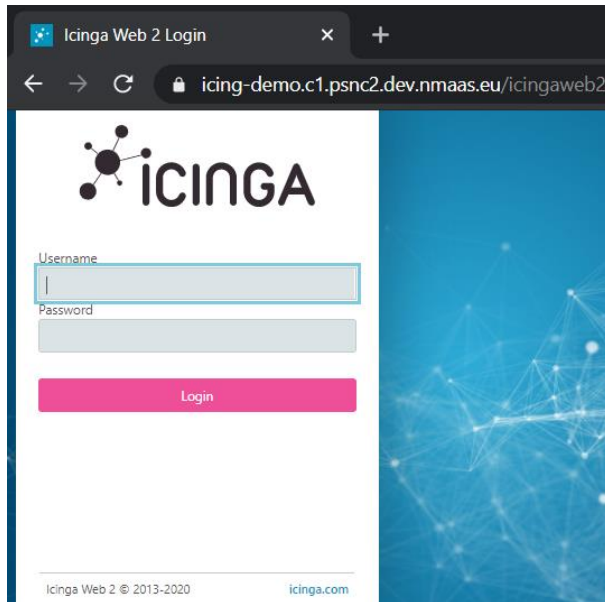 Icinga Web 2 Login
icing-demo.c1.psnc2.dev.nmaas.eu/icingaweb2
ICINGA
Username
Password
Login
Icinga Web 2 © 2013-2020 icinga.com